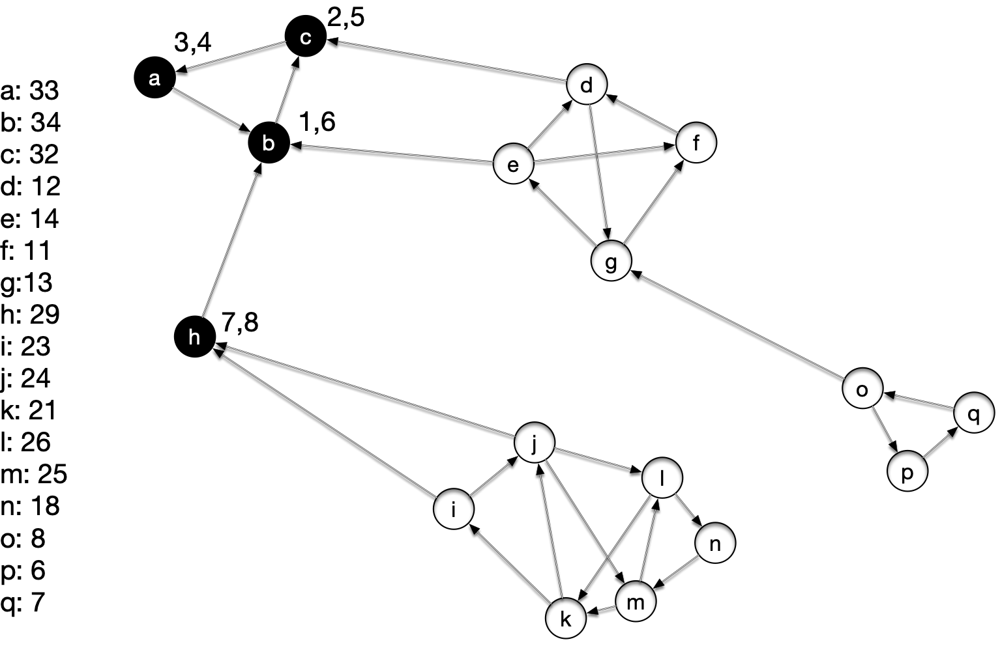 a: 33
b: 34
c: 32
d: 12
e: 14
f: 11
g:13
h: 29
i: 23
j: 24
k: 21
l: 26
m: 25
n: 18
o: 8
p: 6
q: 7
2,5
c
3,4
a
d
1,6
b
f
e
g
7,8
h
o
q
j
p
l
i
n
m
k